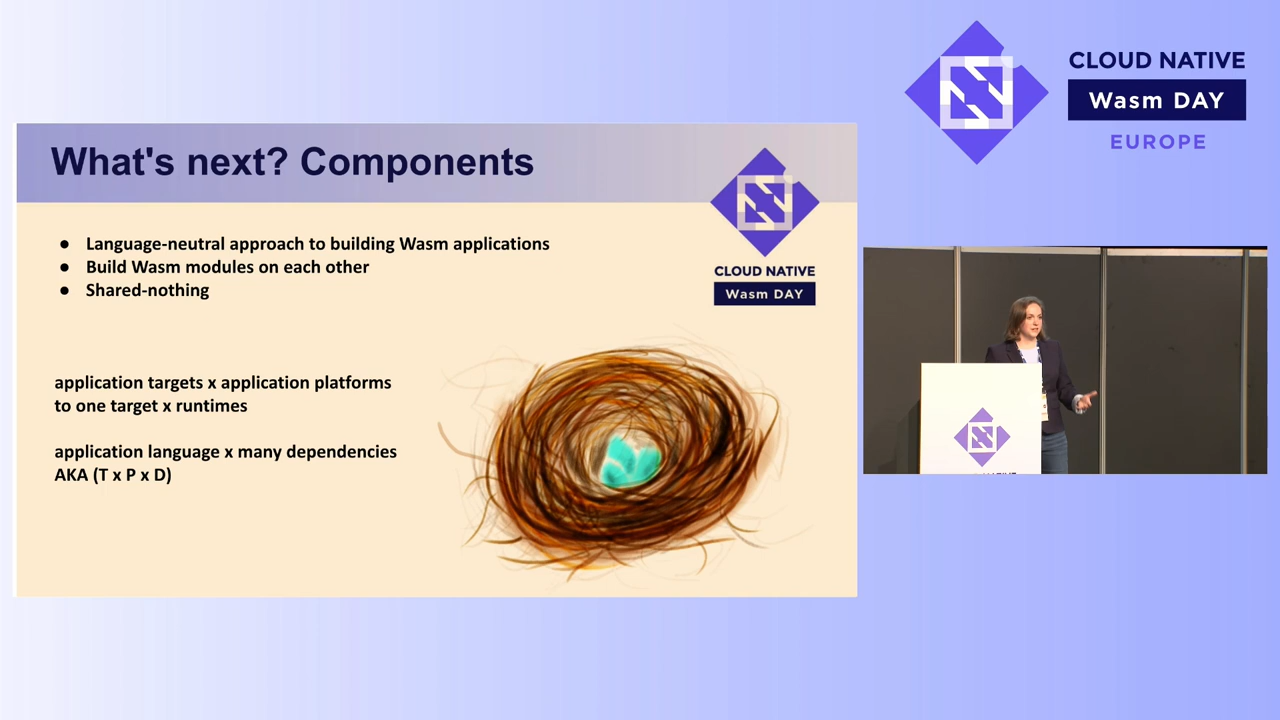 CLOUD NATIVE
Wasm DAY
EUROPE
What's next? Components
CLOUD NATIVE
Wasm DAY
● Language-neutral approach to building Wasm applications
● Build Wasm modules on each other
● Shared-nothing
application targets x application platforms
to one target x runtimes
application language x many dependencies
AKA (T x P x D)